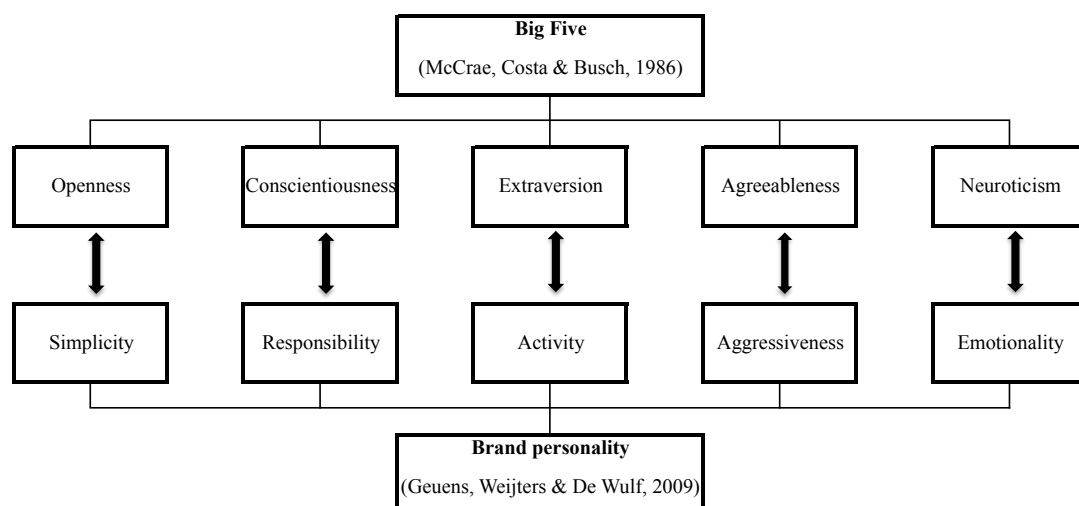 Big Five
(McCrae, Costa & Busch, 1986)
Openness
Conscientiousness
Extraversion
Agreeableness
Neuroticism
Simplicity
Responsibility
Activity
Aggressiveness
Emotionality
Brand personality
(Geuens, Weijters & De Wulf, 2009)